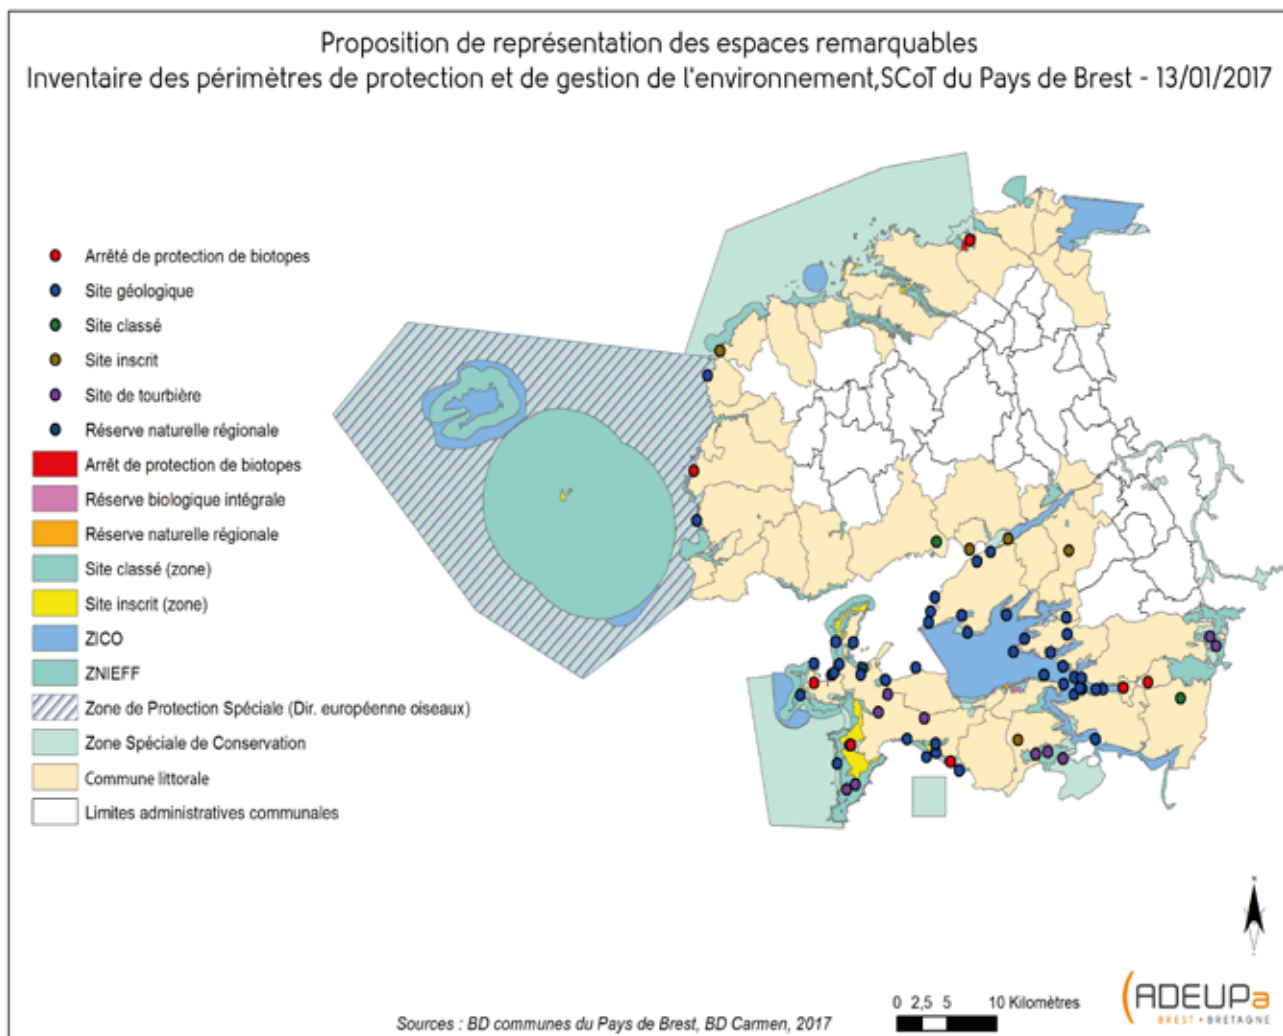 Proposition de représentation des espaces remarquables
Inventaire des périmètres de protection et de gestion de l'environnement,SCoT du Pays de Brest - 13/01/2017
Arrêté de protection de biotopes
Site géologique
Site classé
Site inscrit
Site de tourbière
Réserve naturelle régionale
Arrêt de protection de biotopes
Réserve biologique intégrale
Réserve naturelle régionale
Site classé (zone)
Site inscrit (zone)
ZICO
ZNIEFF
Zone de Protection Spéciale (Dir. européenne oiseaux)
Zone Spéciale de Conservation
Commune littorale
Limites administratives communales
N
0 2,5 5 10 Kilomètres
ADEUPa
BREST • BRETAGNE
Sources : BD communes du Pays de Brest, BD Carmen, 2017